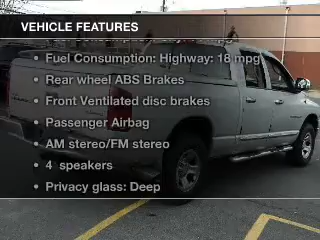 VEHICLE FEATURES
• Fuel Consumption: Highway: 18 mpg
• Rear wheel ABS Brakes
• Front Ventilated disc brakes
• Passenger Airbag
• AM stereo/FM stereo
• 4 speakers
• Privacy glass: Deep